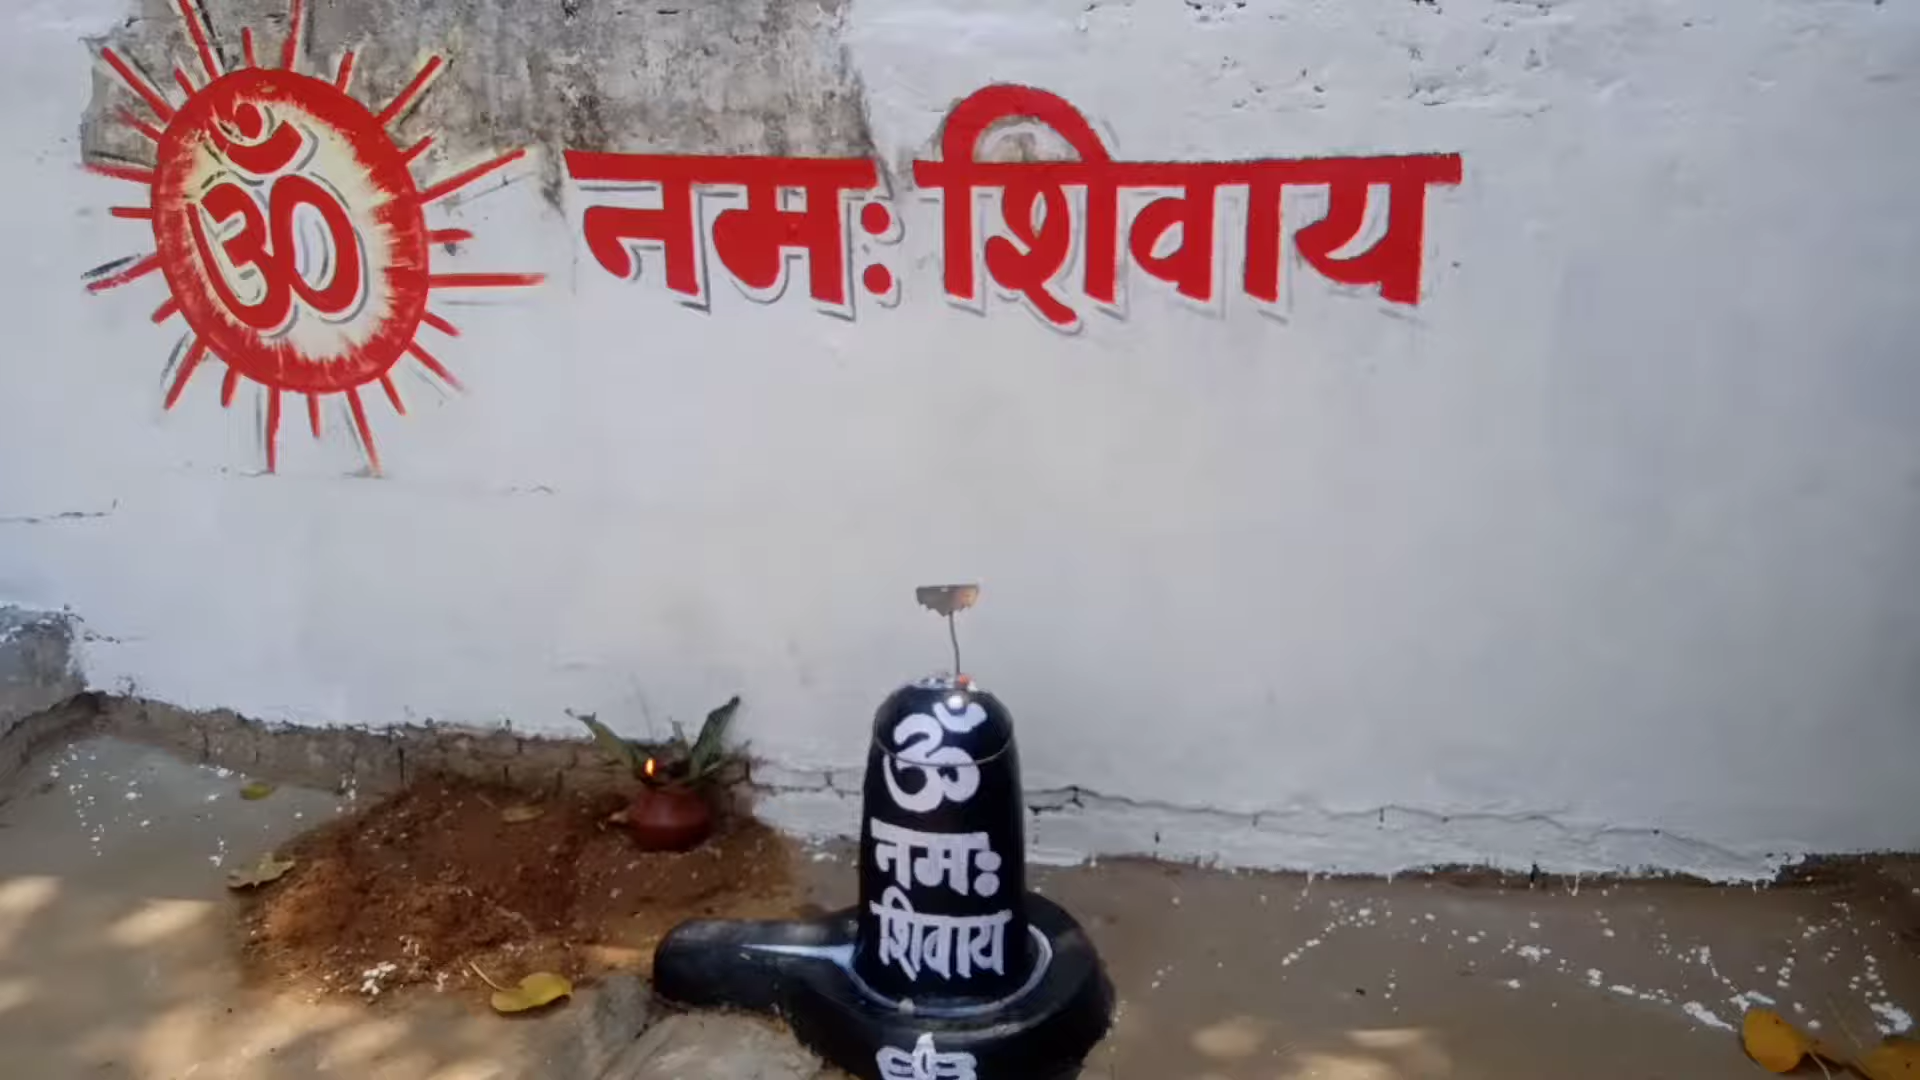 ॐ नमः शिवाय
ॐ
नमः
शिवाय